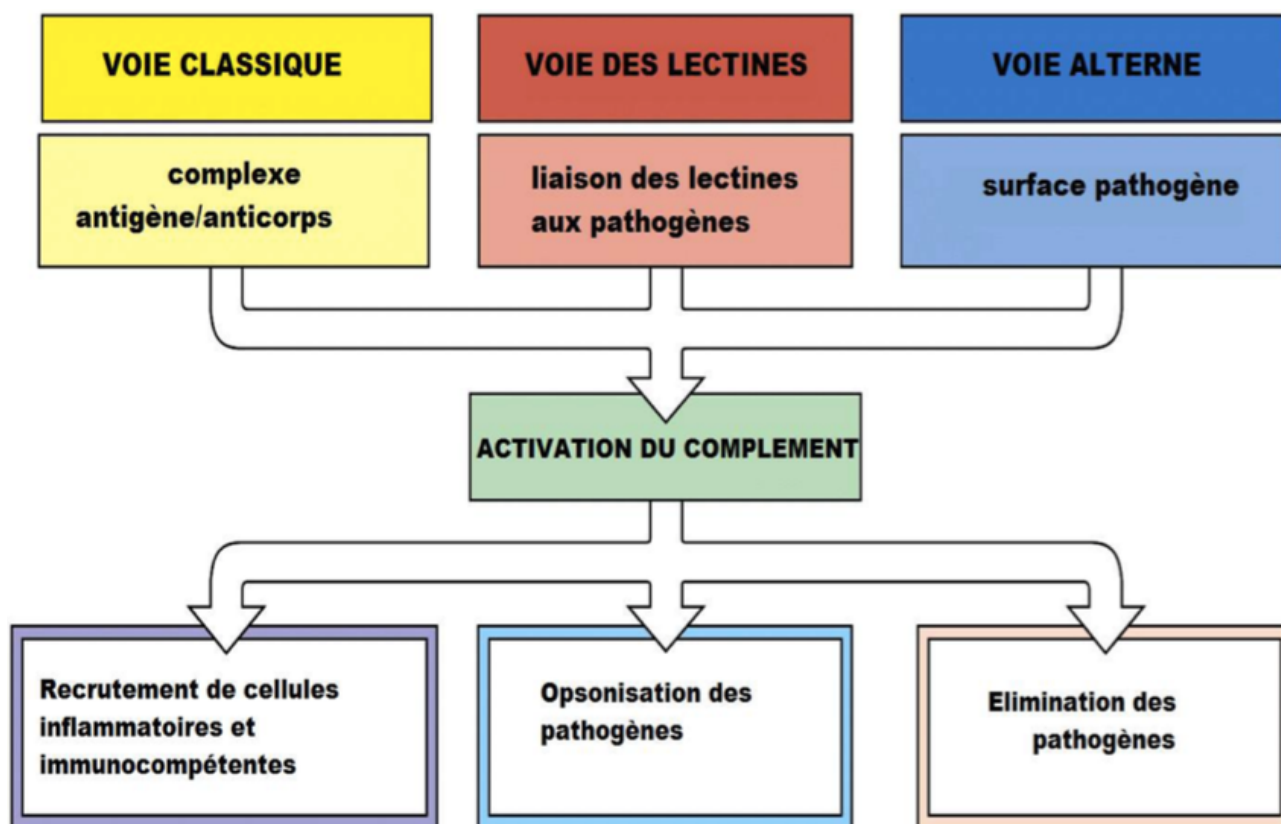 VOIE CLASSIQUE
VOIE DES LECTINES
VOIE ALTERNE
complexe
antigène/anticorps
liaison des lectines
aux pathogènes
surface pathogène
ACTIVATION DU COMPLEMENT
Recrutement de cellules
inflammatoires et
immunocompétentes
Opsonisation des
pathogènes
Elimination des
pathogènes